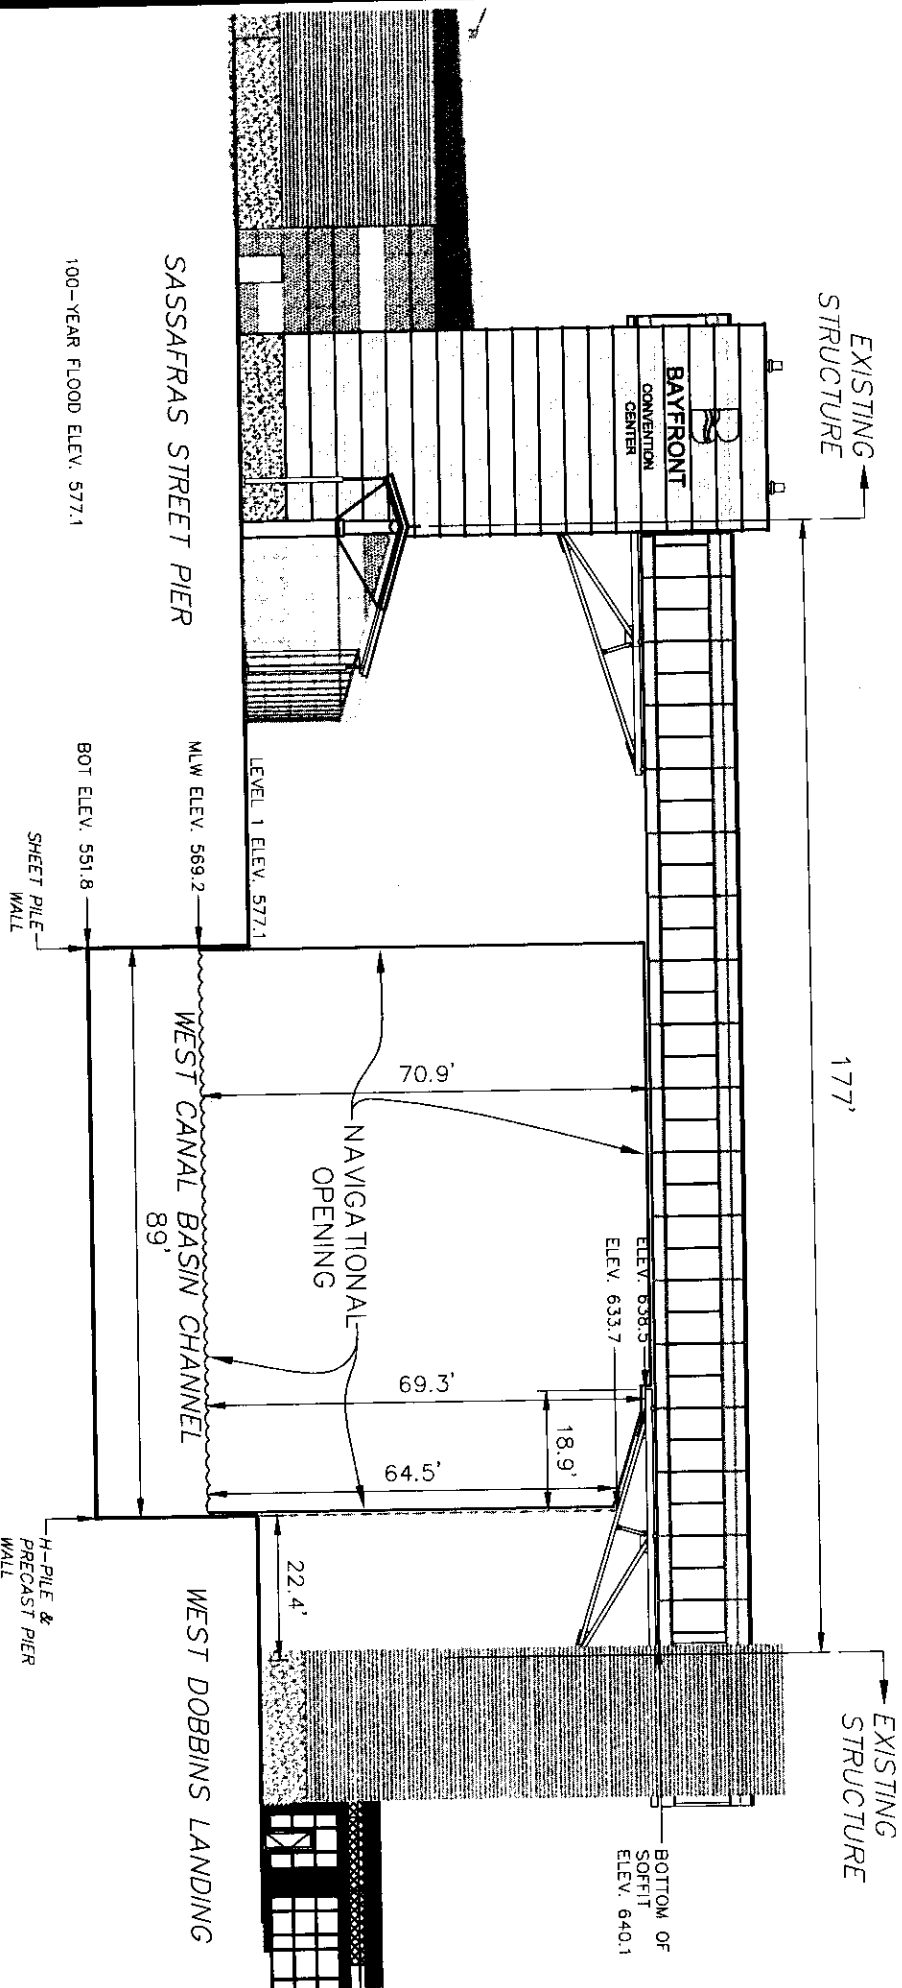 EXISTING
STRUCTURE
177'
EXISTING
STRUCTURE
BAYFRONT
CONVENTION
CENTER
BOTTOM OF
SOFFIT
ELEV. 640.1
ELEV. 638.5
ELEV. 633.7
70.9'
69.3'
18.9'
64.5'
NAVIGATIONAL
OPENING
22.4'
LEVEL 1 ELEV. 577.1
SASSAFRAS STREET PIER
MLW ELEV. 569.2
WEST CANAL BASIN CHANNEL
89'
WEST DOBBINS LANDING
100-YEAR FLOOD ELEV. 577.1
BOT ELEV. 551.8
SHEET PILE
WALL
H-PILE &
PRECAST PIER
WALL